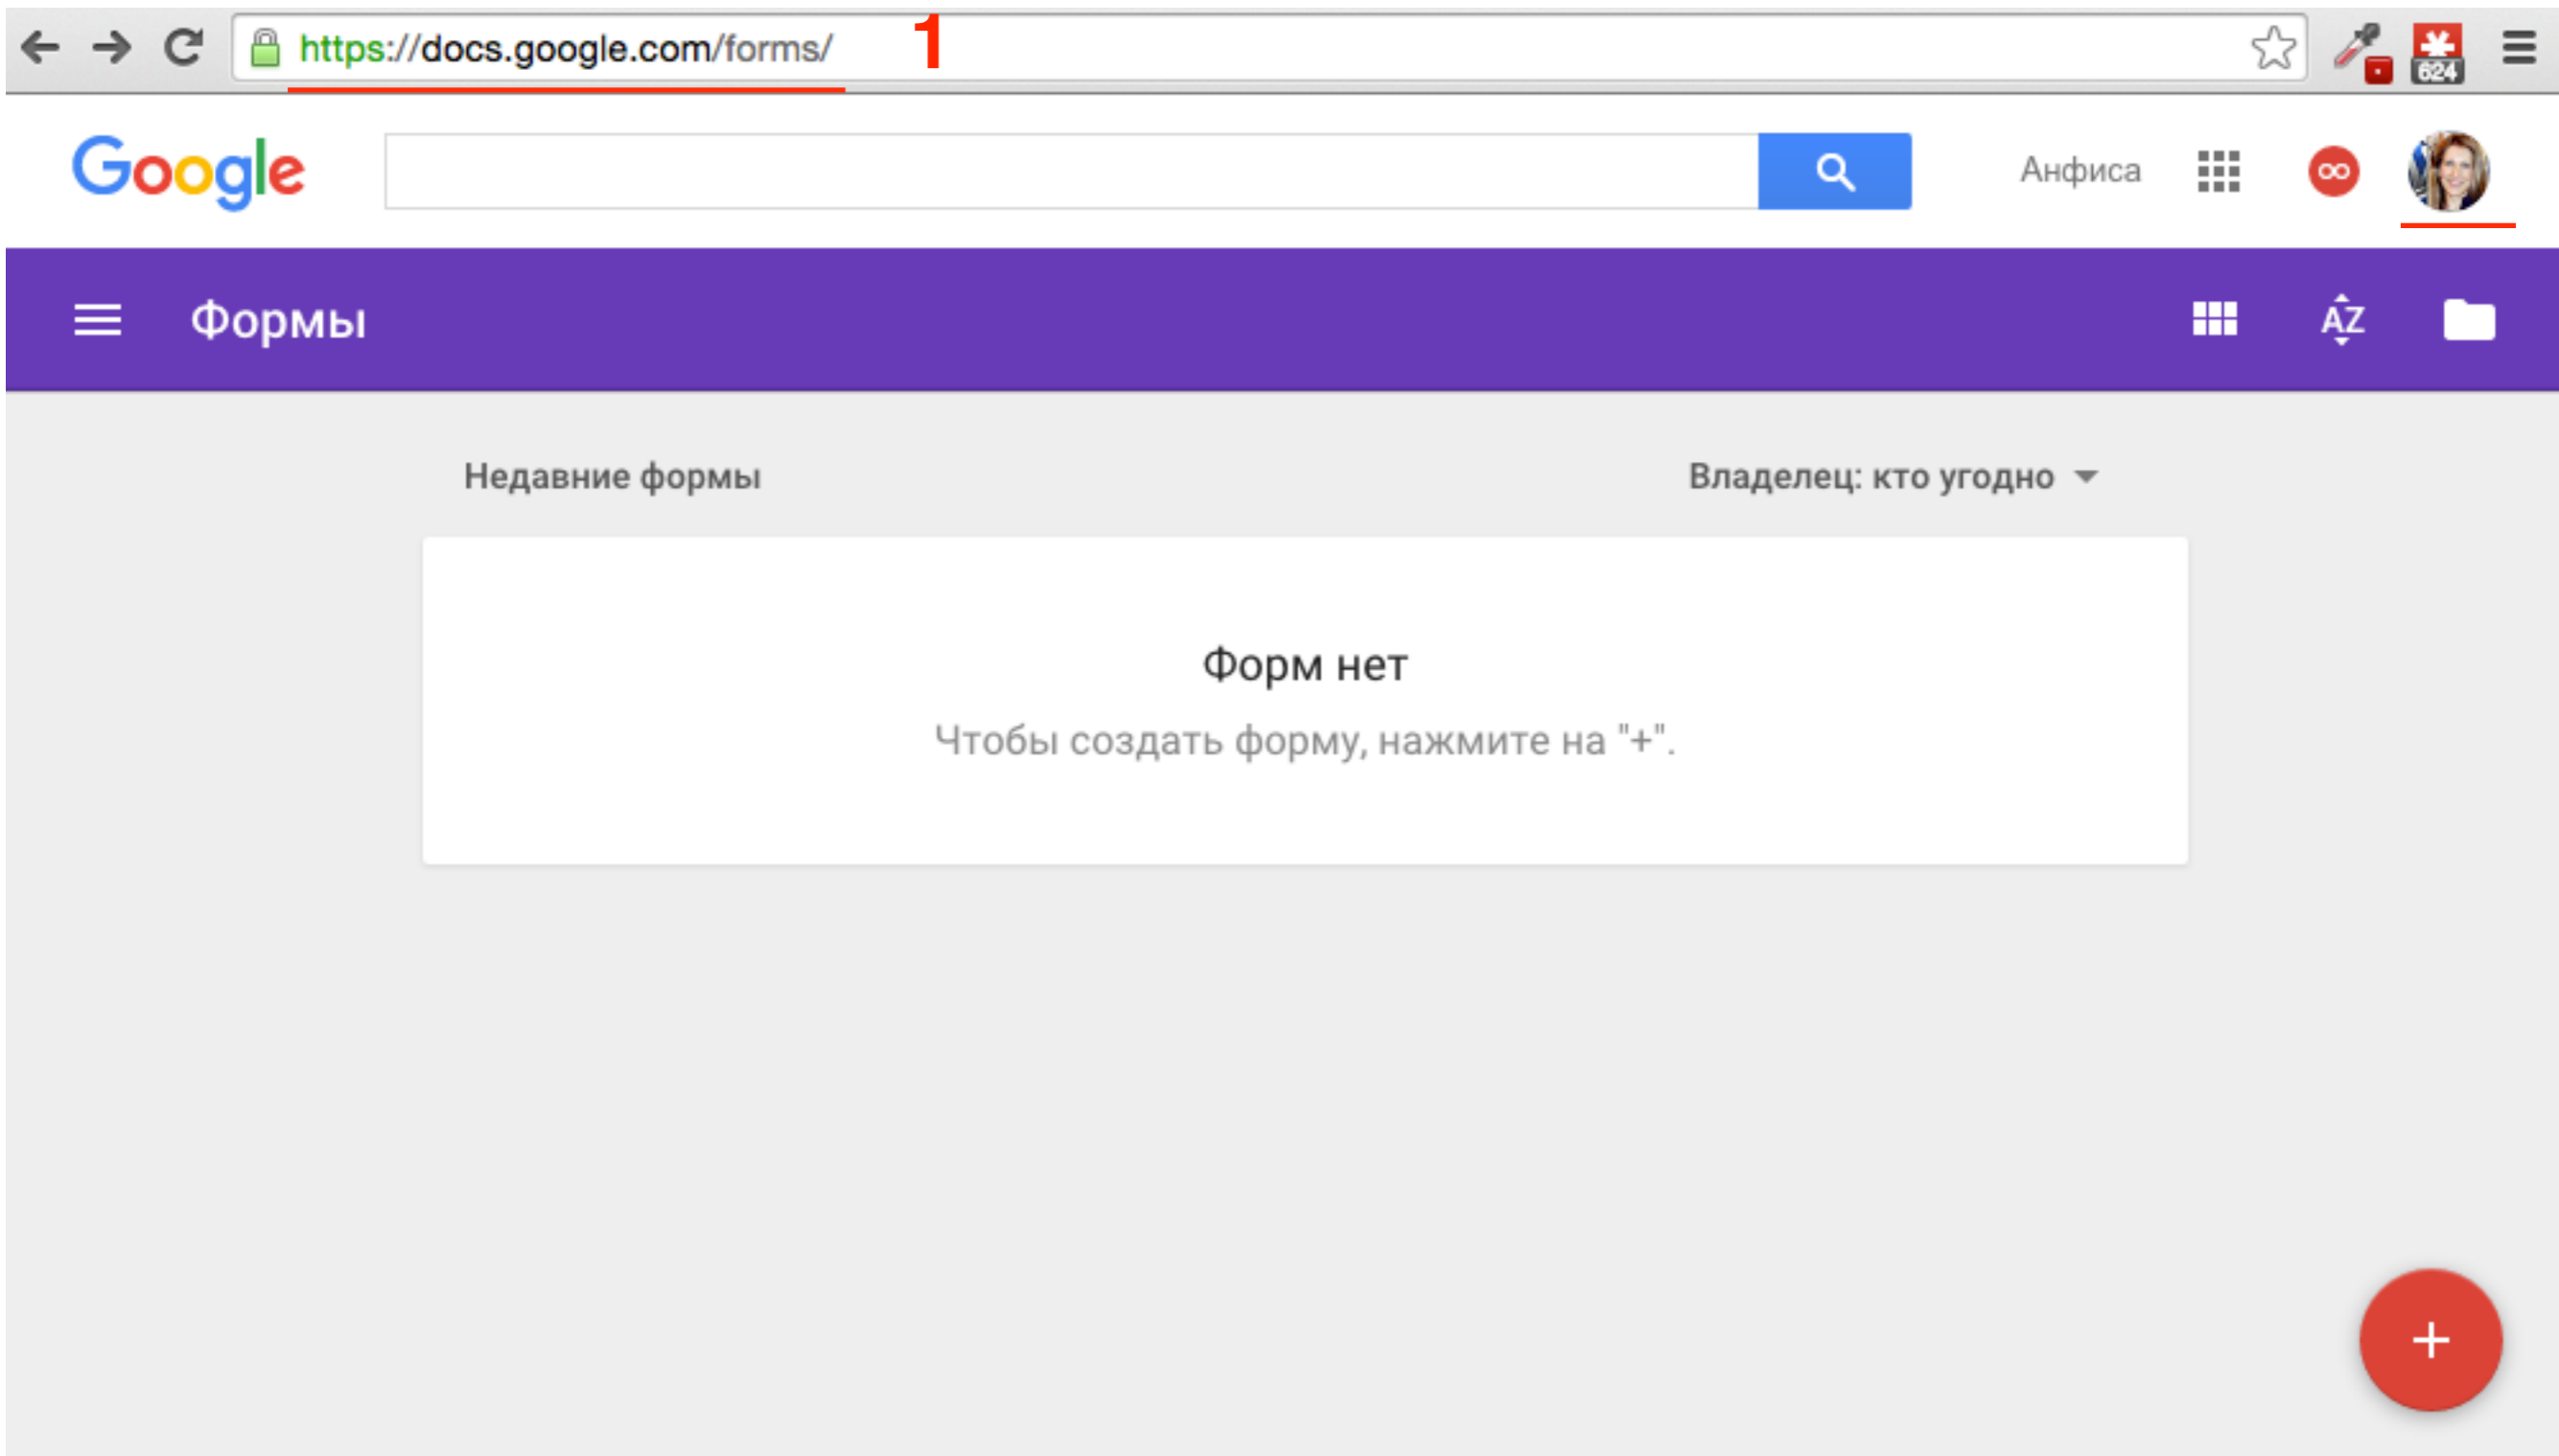 https://docs.google.com/forms/ 1
624
Google
Анфиса
Формы
AZ
Недавние формы
Владелец: кто угодно
Форм нет
Чтобы создать форму, нажмите на "+".
+